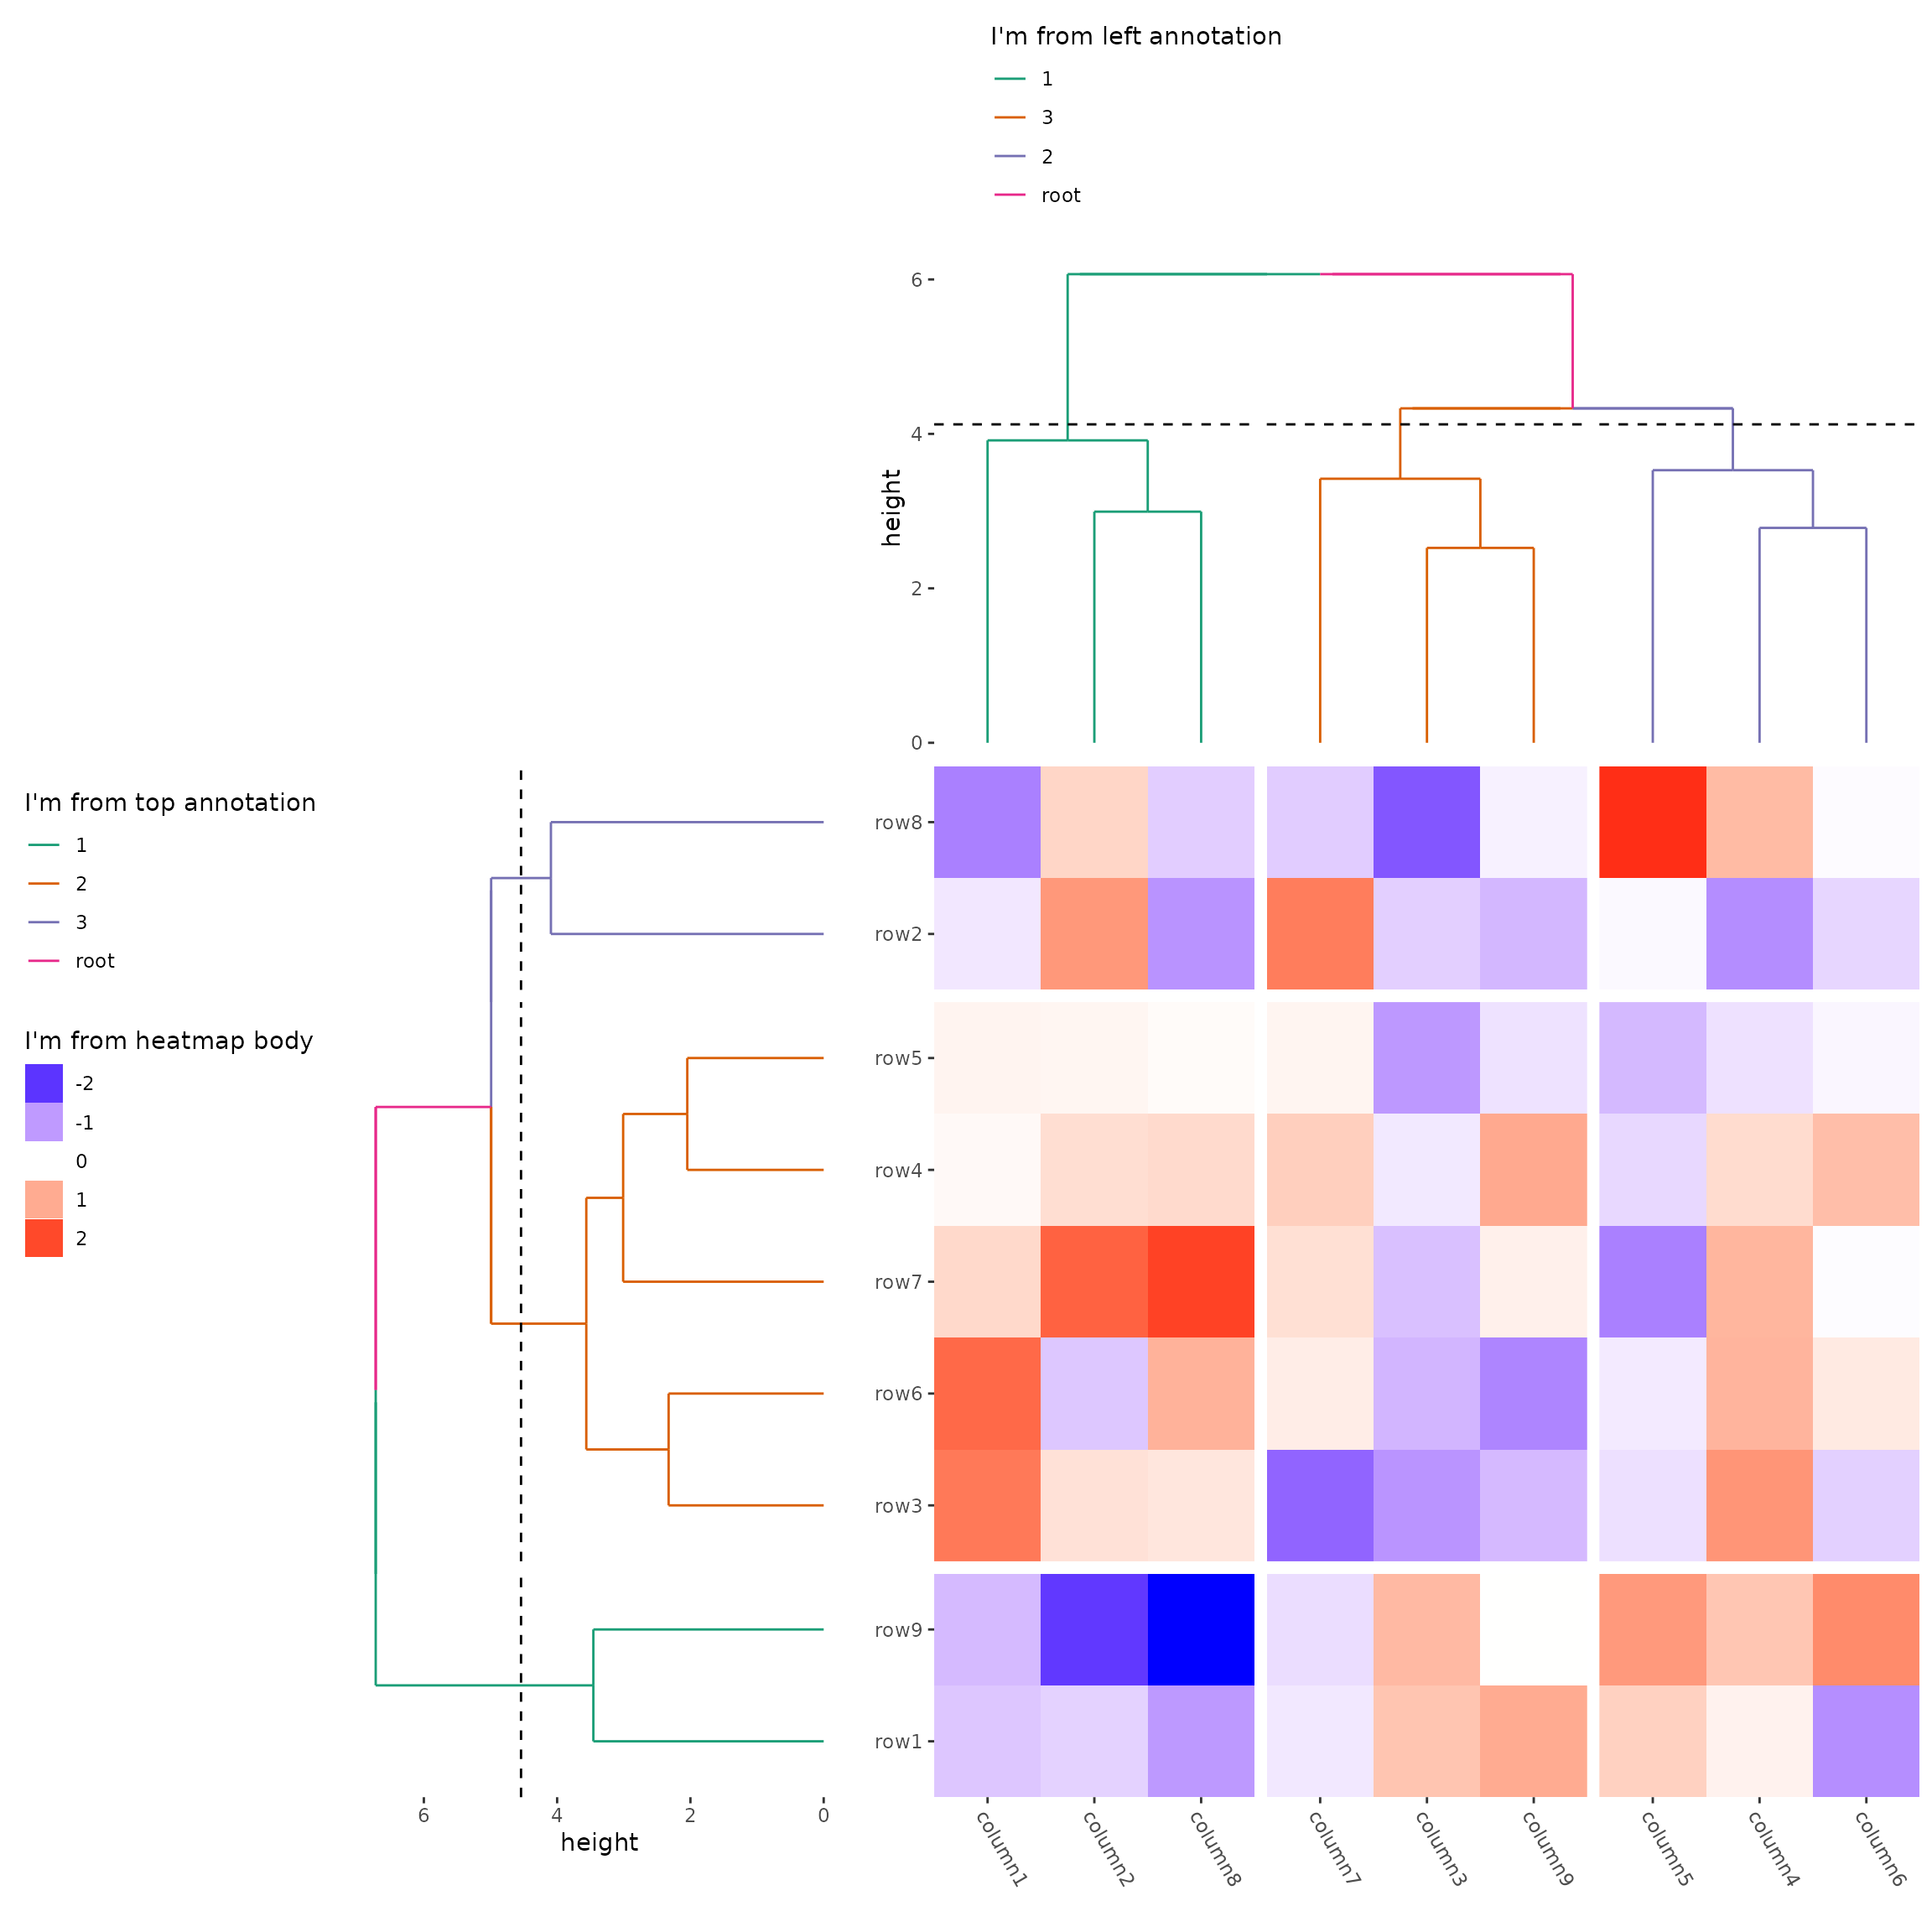 I'm from left annotation
1
3
2
root
6
4
2
0
height
I'm from top annotation
1
2
3
root
I'm from heatmap body
-2
-1
0
1
2
row8
row2
row5
row4
row7
row6
row3
row9
row1
6 4 2 0
height
column1 column2 column8 column7 column3 column9 column5 column4 column6